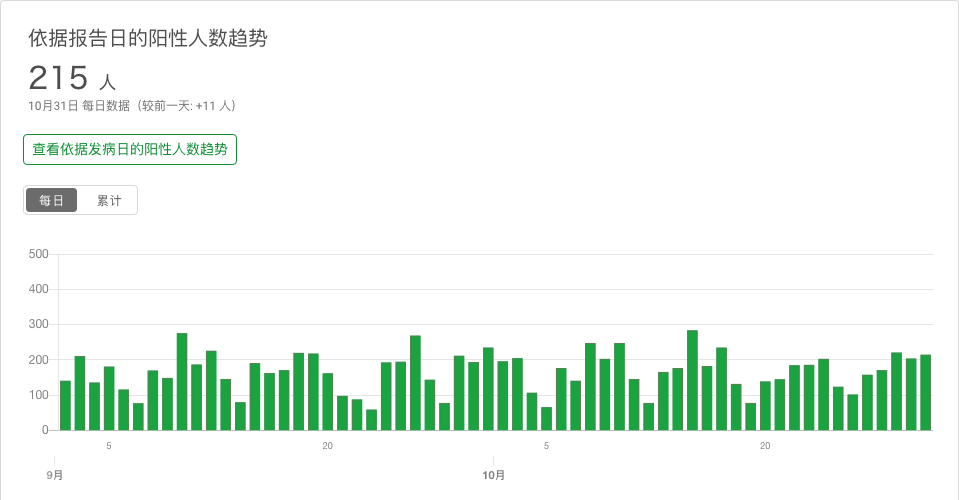 依据报告日的阳性人数趋势
215 人
10月31日 每日数据（较前一天: +11 人）
查看依据发病日的阳性人数趋势
每日 累计
500
400
300
200
100
0
5 20 5 20
9月 10月